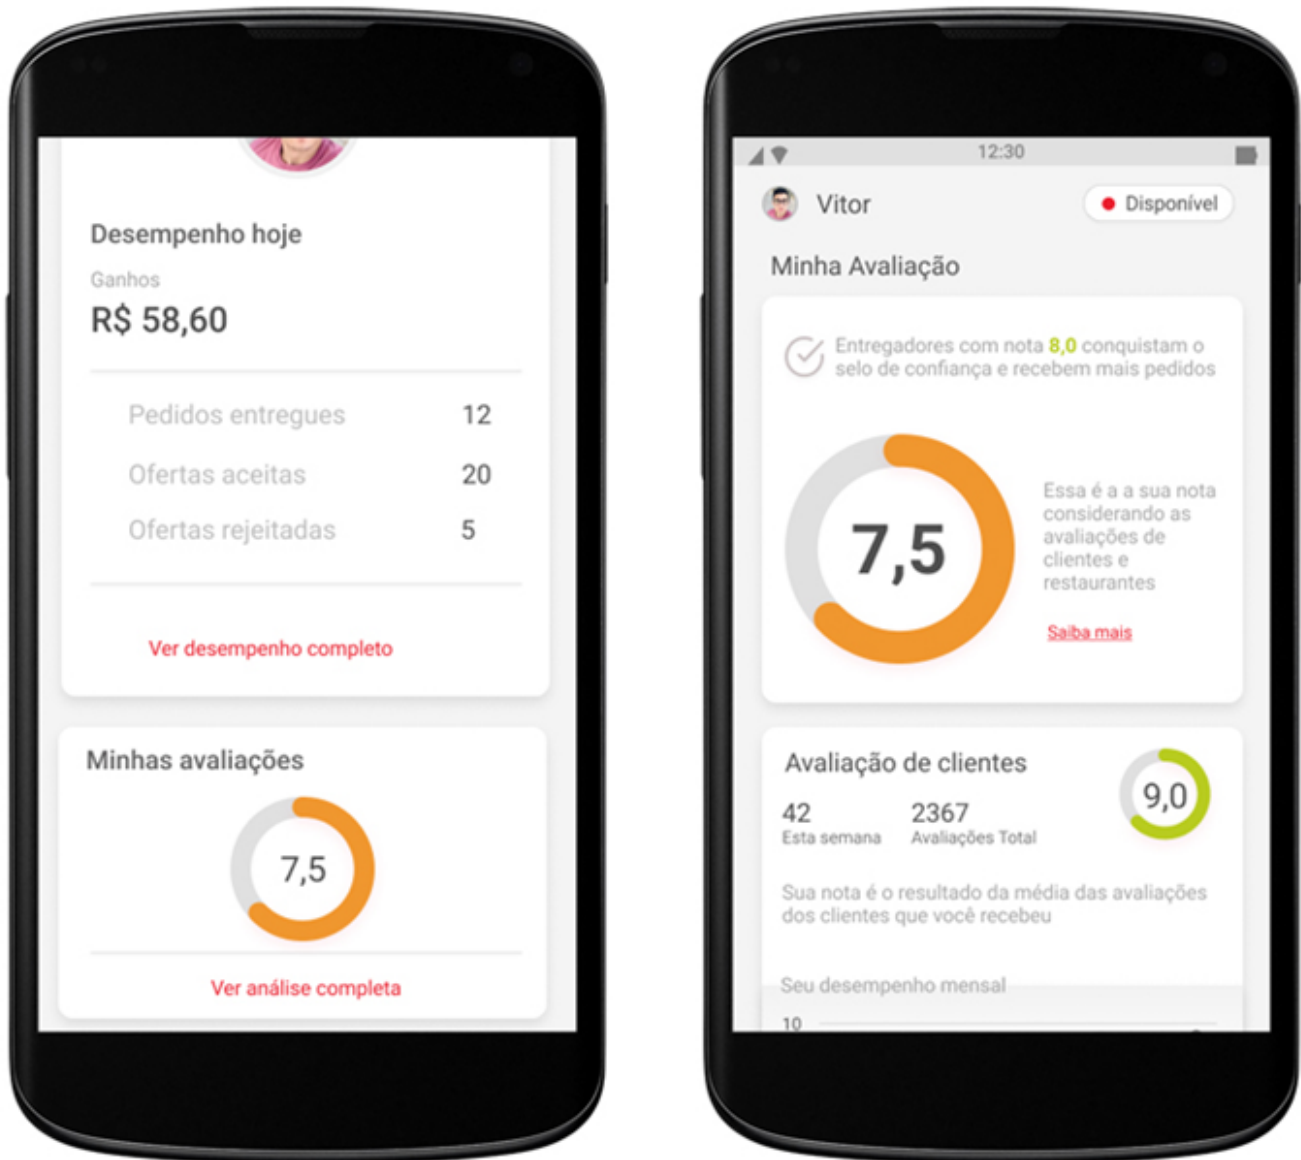 Desempenho hoje
Ganhos
R$ 58,60
Pedidos entregues 12
Ofertas aceitas 20
Ofertas rejeitadas 5
Ver desempenho completo
Minhas avaliações
7,5
Ver análise completa
12:30
Vitor
Disponível
Minha Avaliação
Entregadores com nota 8,0 conquistam o
selo de confiança e recebem mais pedidos
7,5
Essa é a a sua nota
considerando as
avaliações de
clientes e
restaurantes
Saiba mais
Avaliação de clientes
9,0
42 2367
Esta semana Avaliações Total
Sua nota é o resultado da média das avaliações
dos clientes que você recebeu
Seu desempenho mensal
10